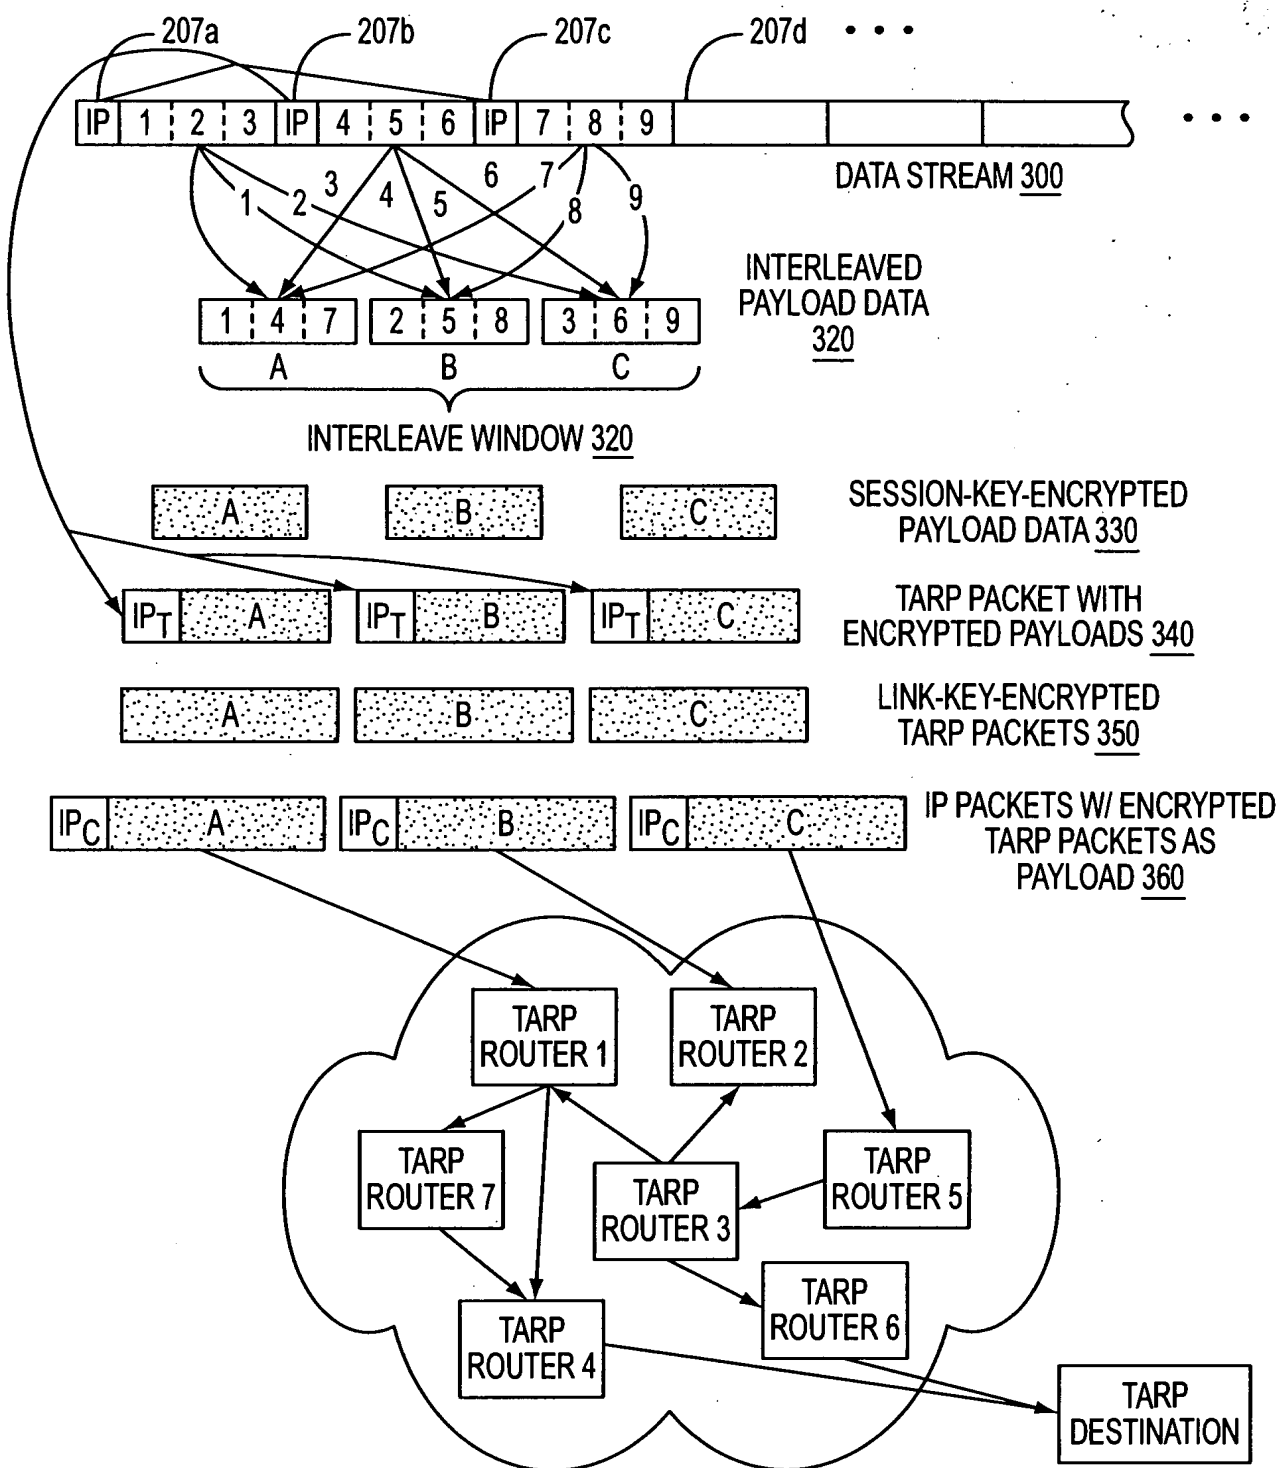 207a 207b 207c 207d • • •
IP 1 2 3 IP 4 5 6 IP 7 8 9 • • •
DATA STREAM 300
1 2 3 4 5 6 7 8 9
INTERLEAVED
PAYLOAD DATA
320
1 4 7 2 5 8 3 6 9
A B C
INTERLEAVE WINDOW 320
A B C
SESSION-KEY-ENCRYPTED
PAYLOAD DATA 330
IPT A IPT B IPT C
TARP PACKET WITH
ENCRYPTED PAYLOADS 340
A B C
LINK-KEY-ENCRYPTED
TARP PACKETS 350
IPC A IPC B IPC C
IP PACKETS W/ ENCRYPTED
TARP PACKETS AS
PAYLOAD 360
TARP
ROUTER 1
TARP
ROUTER 2
TARP
ROUTER 7
TARP
ROUTER 3
TARP
ROUTER 5
TARP
ROUTER 4
TARP
ROUTER 6
TARP
DESTINATION